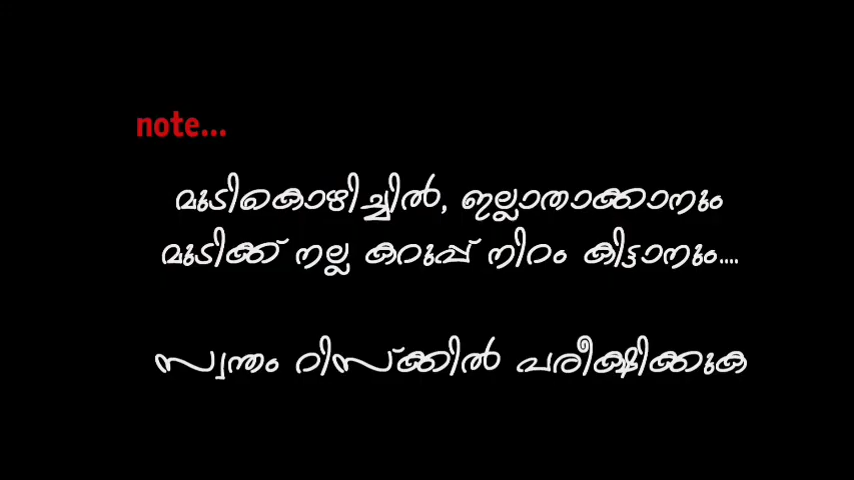 note...
മുടികൊഴിച്ചിൽ, ഇല്ലാതാക്കാനും
മുടിക്ക് നല്ല കറുപ്പ് നിറം കിട്ടാനും....
സ്വന്തം റിസ്ക്കിൽ പരീക്ഷിക്കുക